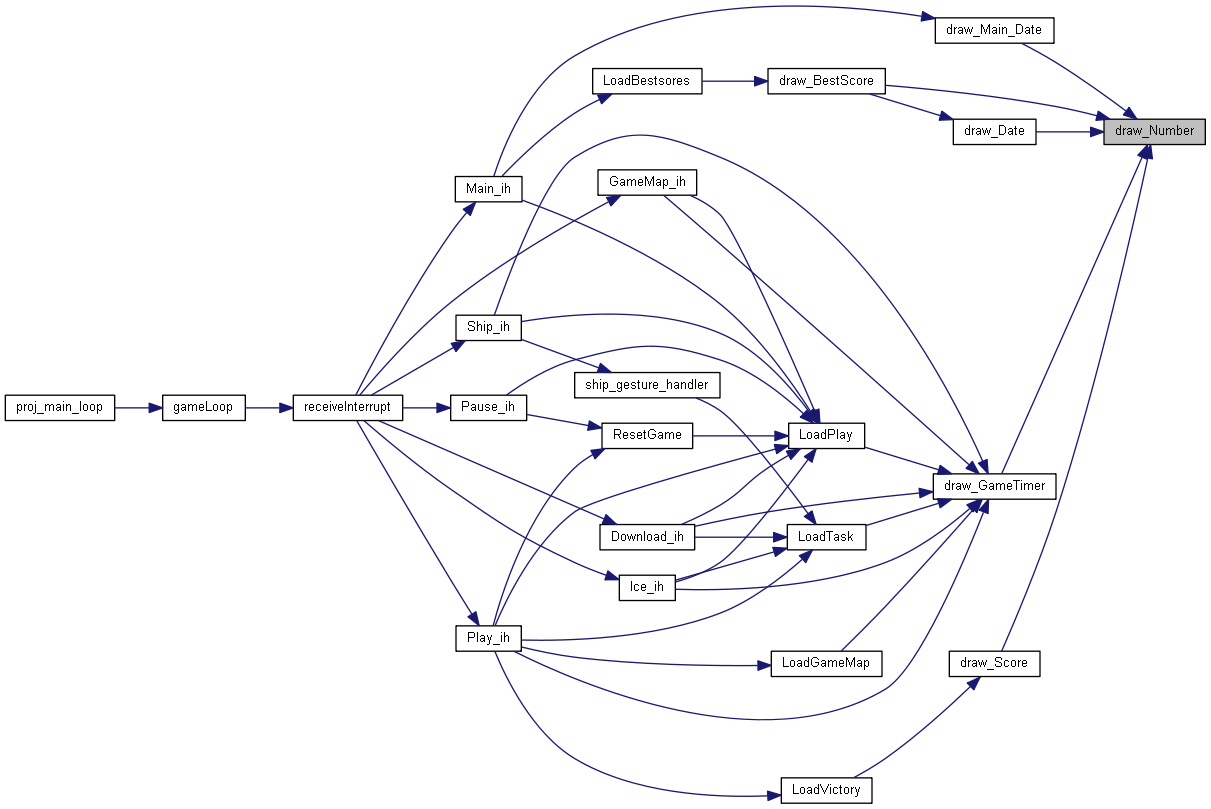 draw_Main_Date
LoadBestsores
draw_BestScore
draw_Date
draw_Number
Main_ih
GameMap_ih
Ship_ih
ship_gesture_handler
proj_main_loop
gameLoop
receiveInterrupt
Pause_ih
ResetGame
LoadPlay
draw_GameTimer
Download_ih
LoadTask
Ice_ih
Play_ih
LoadGameMap
draw_Score
LoadVictory